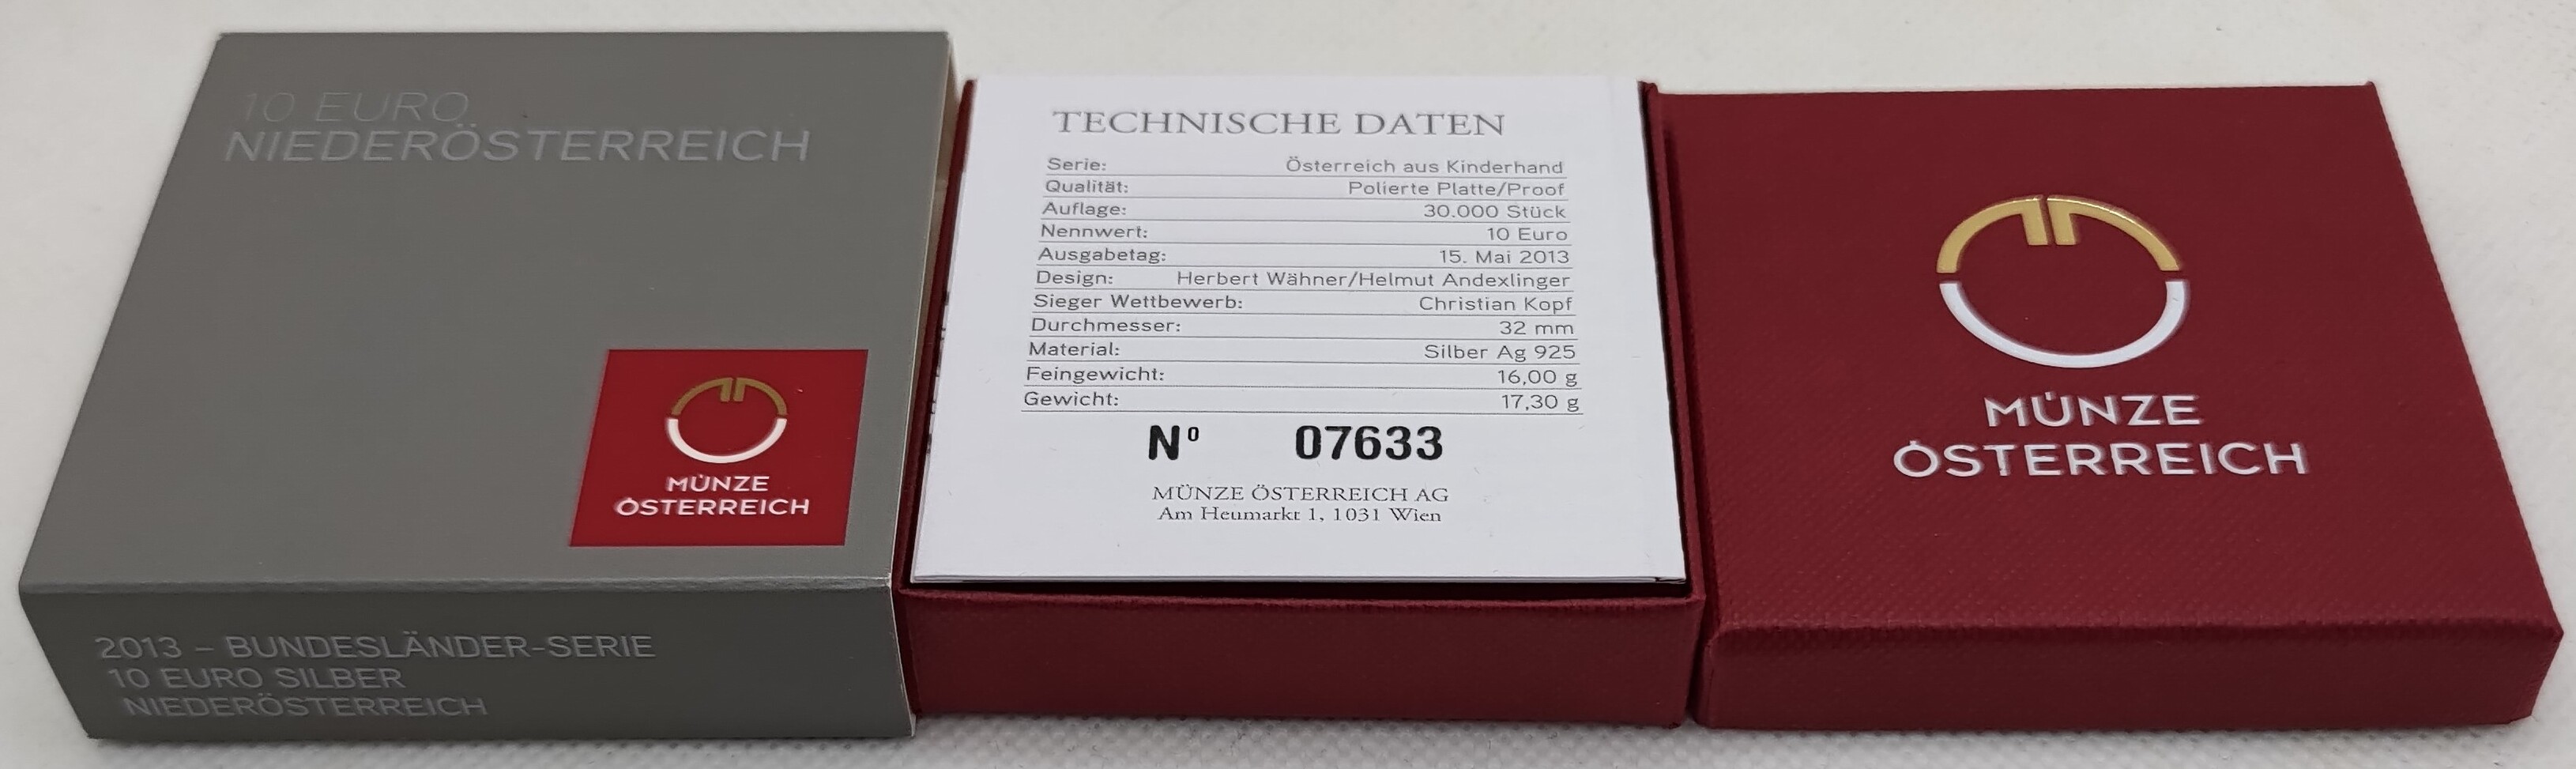 10 EURO
NIEDERÖSTERREICH
MÜNZE
ÖSTERREICH
2013 – BUNDESLÄNDER-SERIE
10 EURO SILBER
NIEDERÖSTERREICH
TECHNISCHE DATEN
Serie: Österreich aus Kinderhand
Qualität: Polierte Platte/Proof
Auflage: 30.000 Stück
Nennwert: 10 Euro
Ausgabetag: 15. Mai 2013
Design: Herbert Wähner/Helmut Andexlinger
Sieger Wettbewerb: Christian Kopf
Durchmesser: 32 mm
Material: Silber Ag 925
Feingewicht: 16,00 g
Gewicht: 17,30 g
Nº 07633
MÜNZE ÖSTERREICH AG
Am Heumarkt 1, 1031 Wien
MÜNZE
ÖSTERREICH